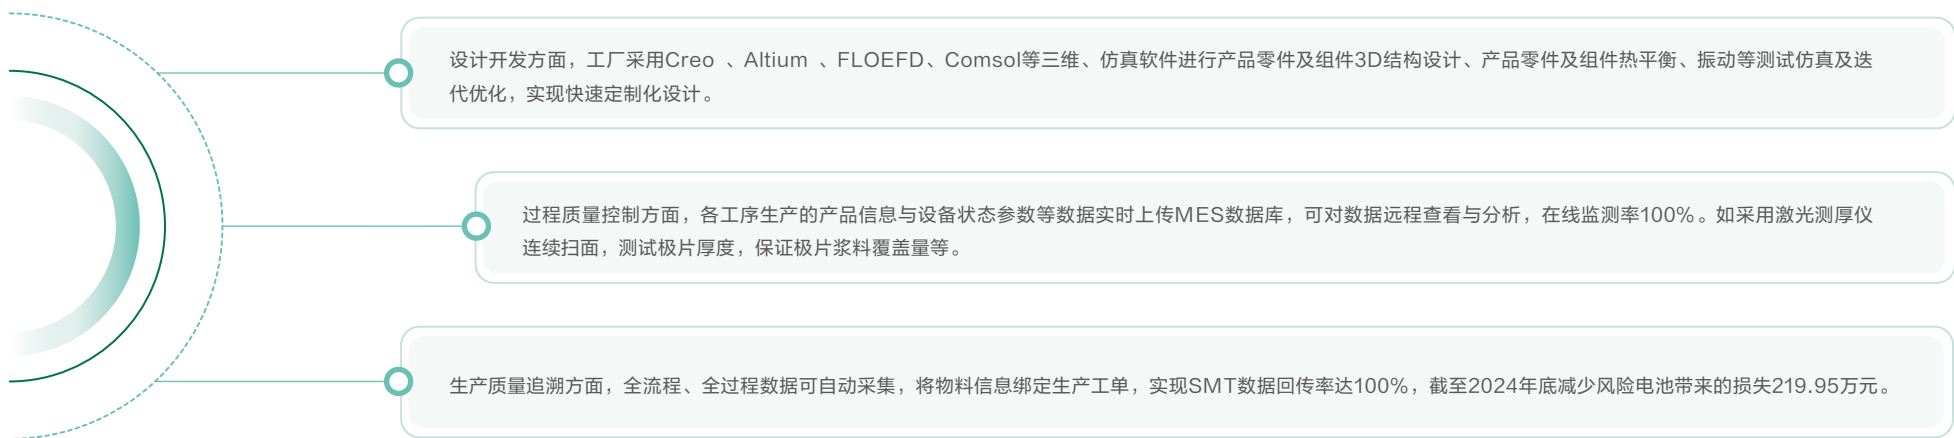 设计开发方面，工厂采用Creo 、Altium 、FLOEFD、Comsol等三维、仿真软件进行产品零件及组件3D结构设计、产品零件及组件热平衡、振动等测试仿真及迭
代优化，实现快速定制化设计。
过程质量控制方面，各工序生产的产品信息与设备状态参数等数据实时上传MES数据库，可对数据远程查看与分析，在线监测率100%。如采用激光测厚仪
连续扫面，测试极片厚度，保证极片浆料覆盖量等。
生产质量追溯方面，全流程、全过程数据可自动采集，将物料信息绑定生产工单，实现SMT数据回传率达100%，截至2024年底减少风险电池带来的损失219.95万元。